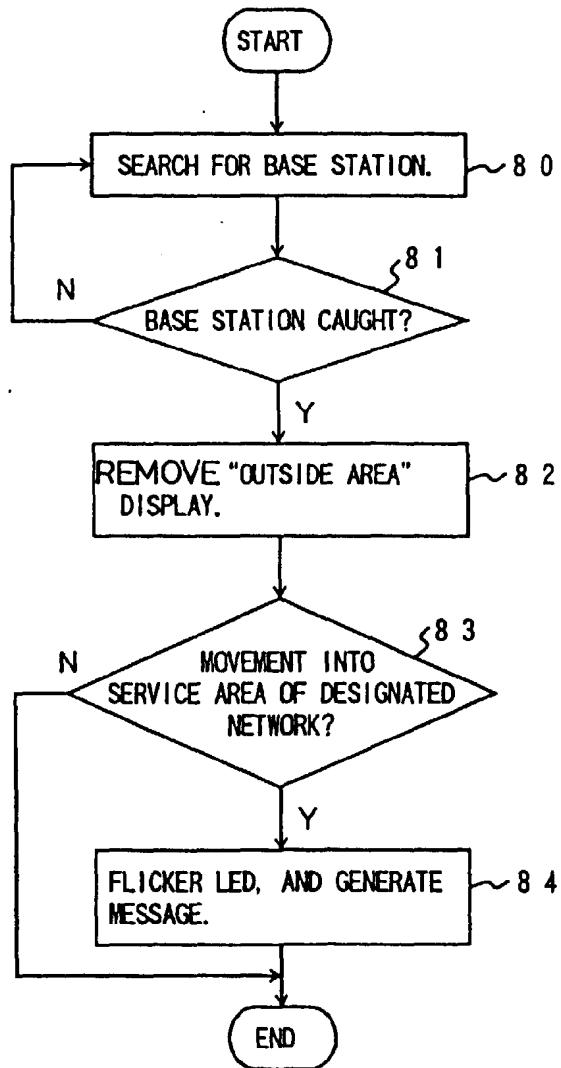 START
SEARCH FOR BASE STATION.
80
81
N
BASE STATION CAUGHT?
Y
REMOVE "OUTSIDE AREA"
DISPLAY.
82
83
N
MOVEMENT INTO
SERVICE AREA OF DESIGNATED
NETWORK?
Y
FLICKER LED, AND GENERATE
MESSAGE.
84
END